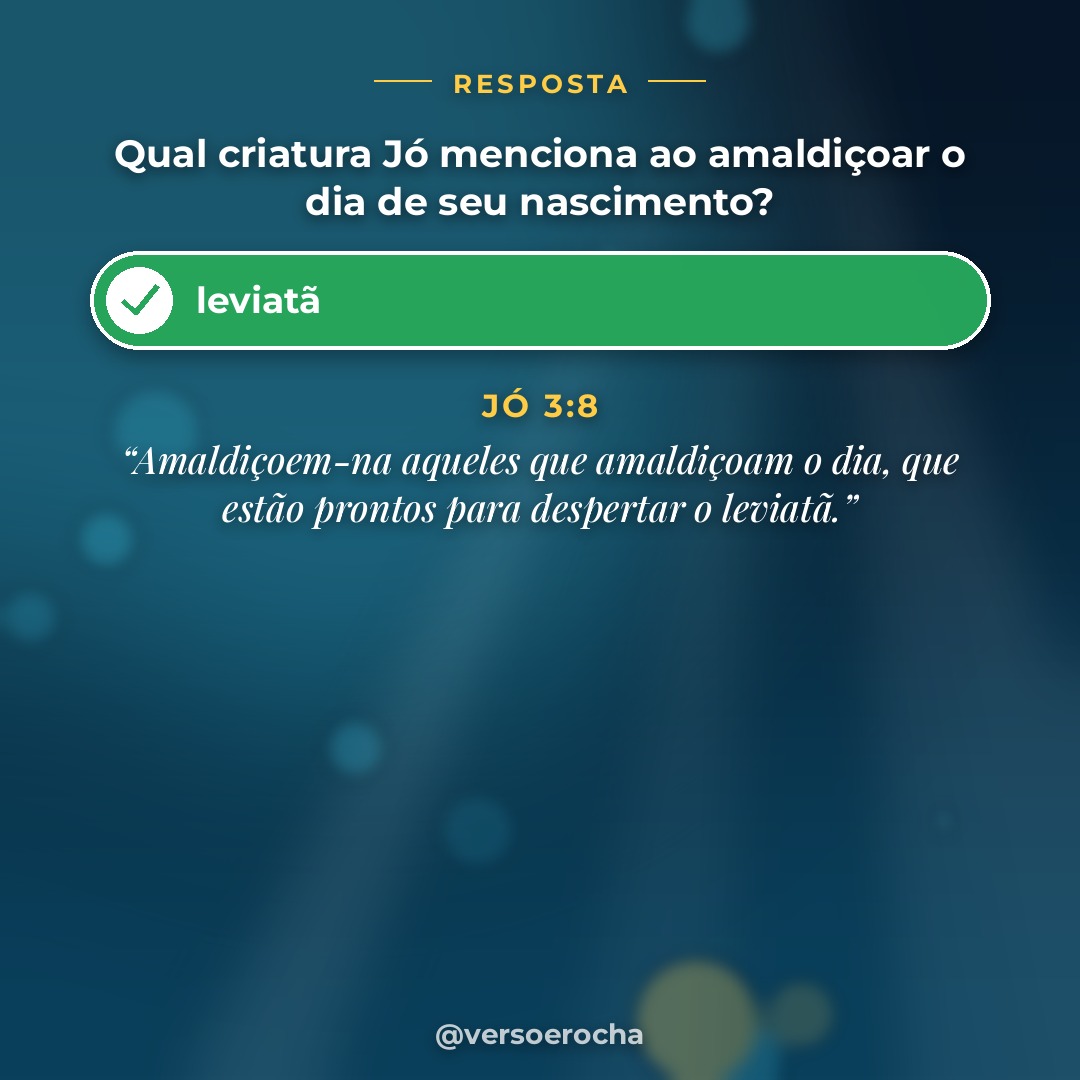 RESPOSTA
Qual criatura Jó menciona ao amaldiçoar o
dia de seu nascimento?
leviatã
JÓ 3:8
“Amaldiçoem-na aqueles que amaldiçoam o dia, que
estão prontos para despertar o leviatã.”
@versoerocha